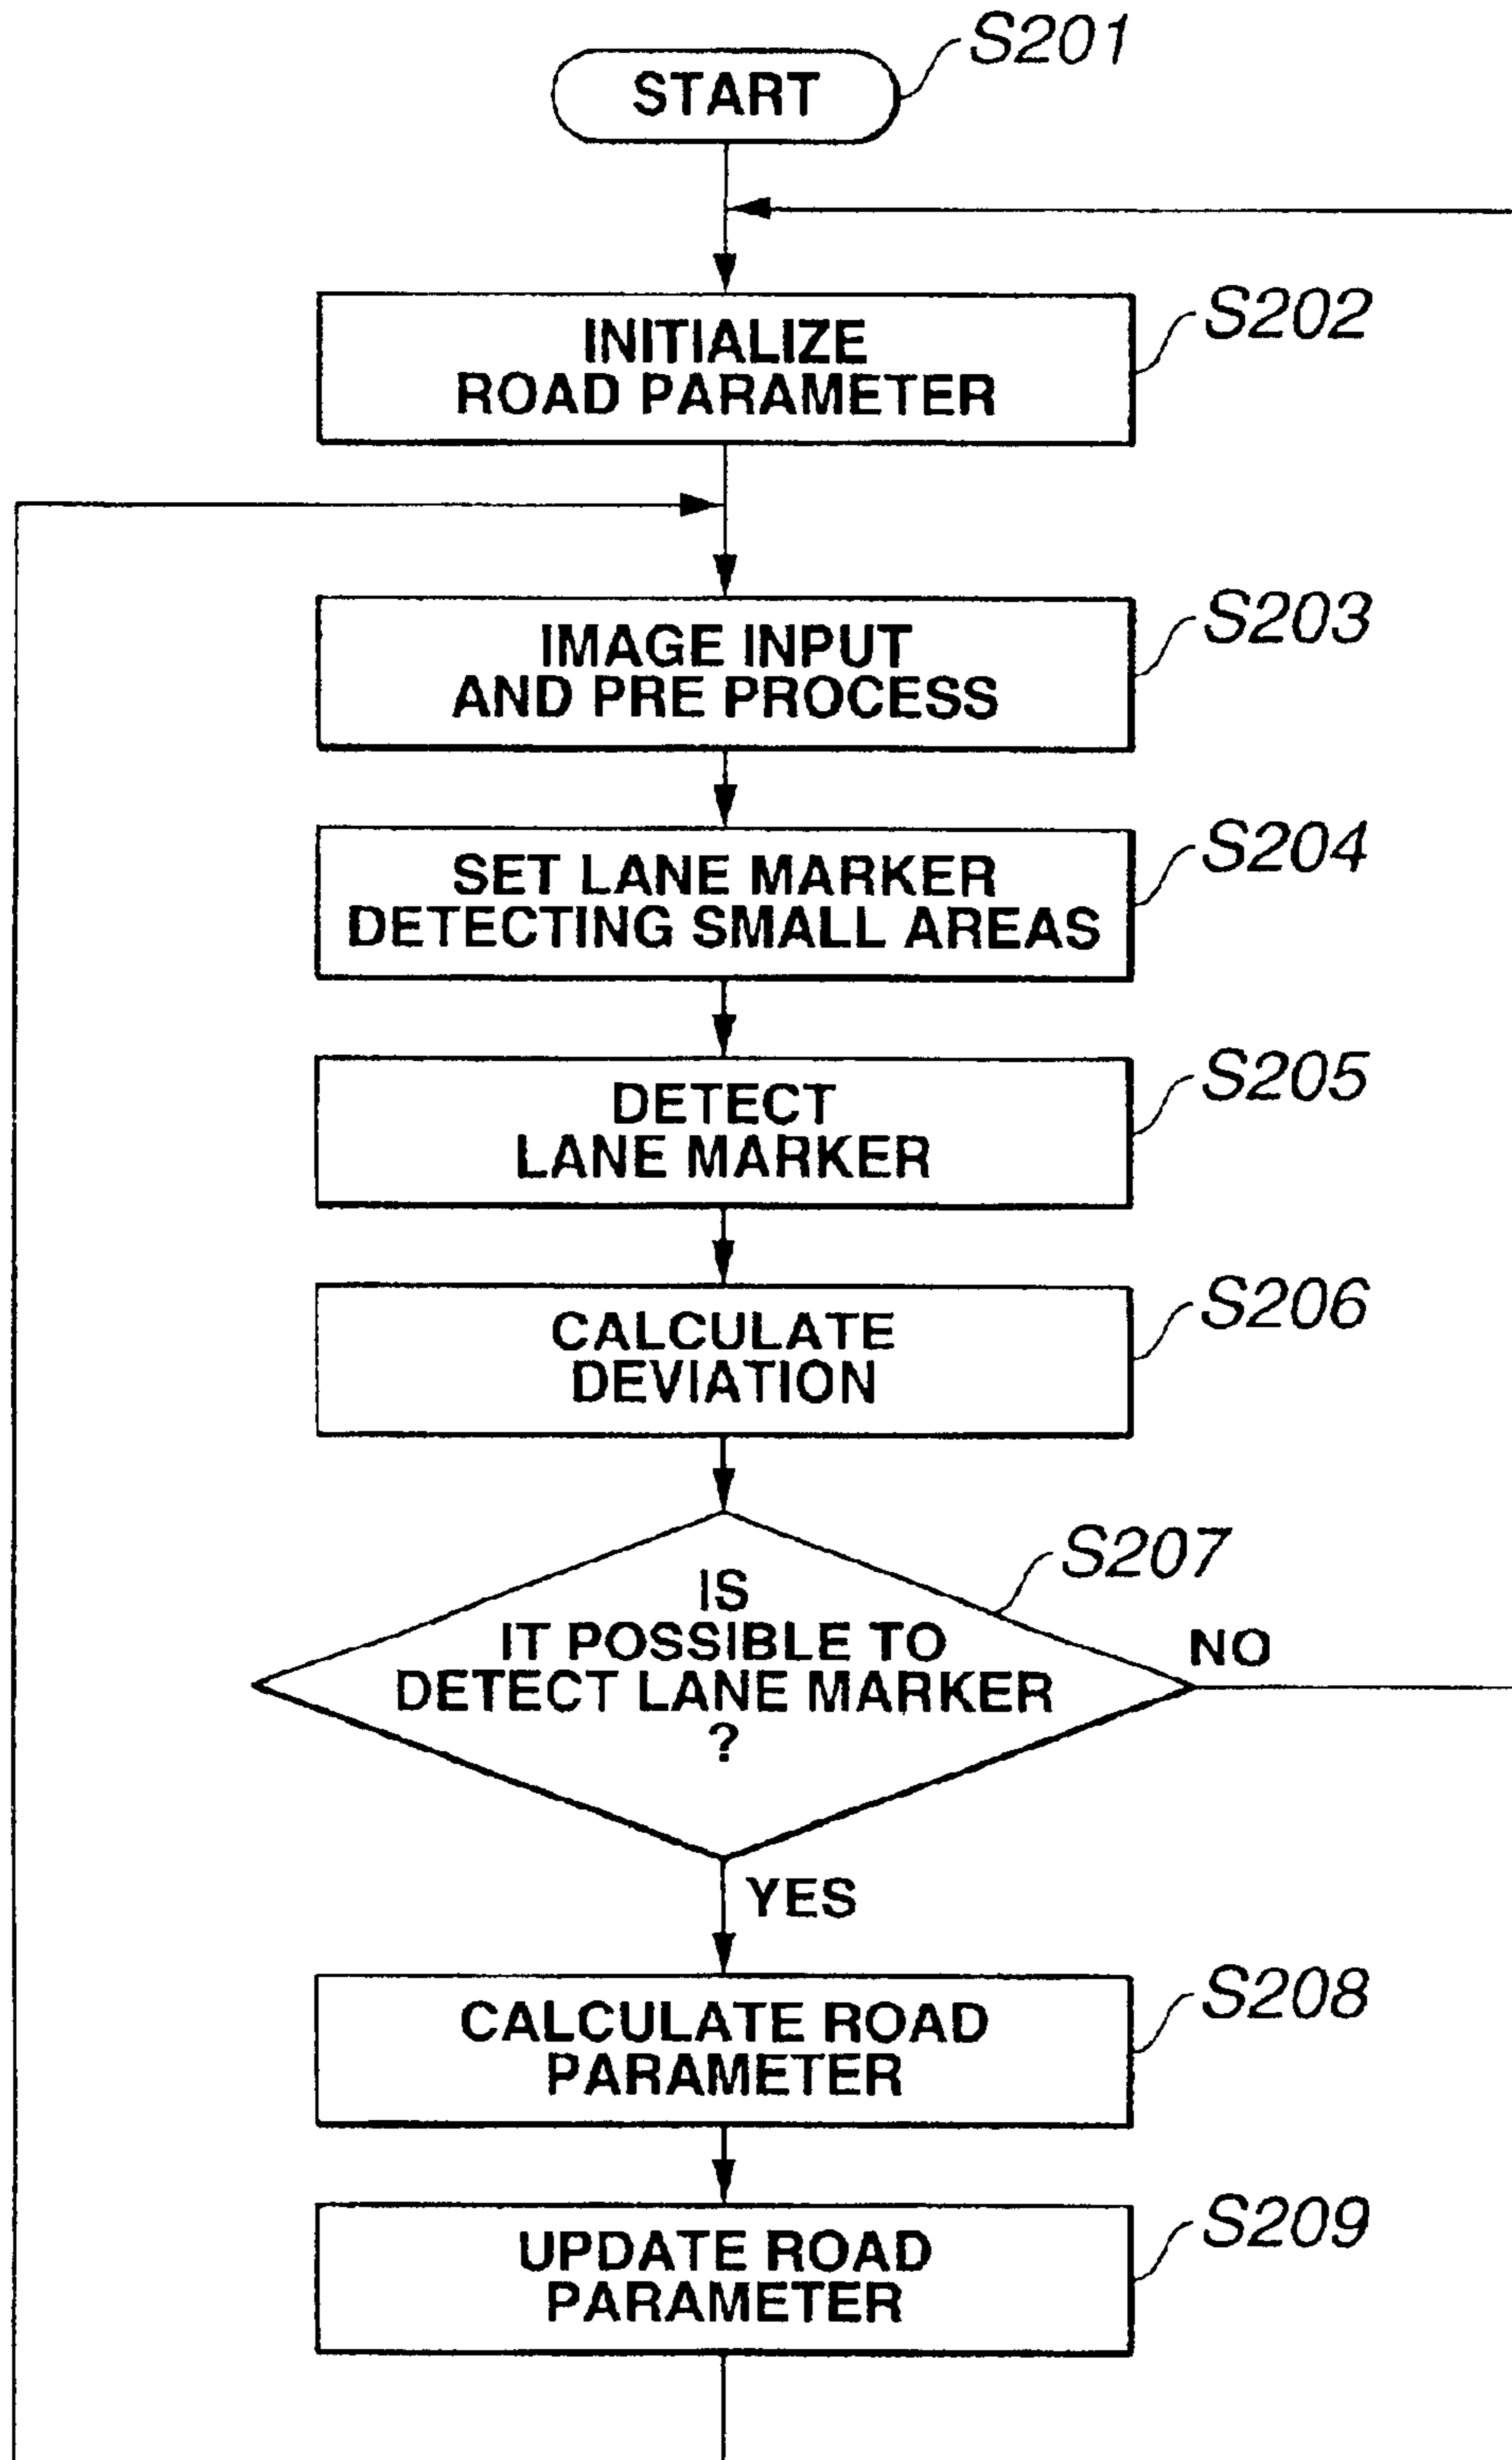 START
S201
INITIALIZE
ROAD PARAMETER
S202
IMAGE INPUT
AND PRE PROCESS
S203
SET LANE MARKER
DETECTING SMALL AREAS
S204
DETECT
LANE MARKER
S205
CALCULATE
DEVIATION
S206
IS
IT POSSIBLE TO
DETECT LANE MARKER
?
S207
NO
YES
CALCULATE ROAD
PARAMETER
S208
UPDATE ROAD
PARAMETER
S209